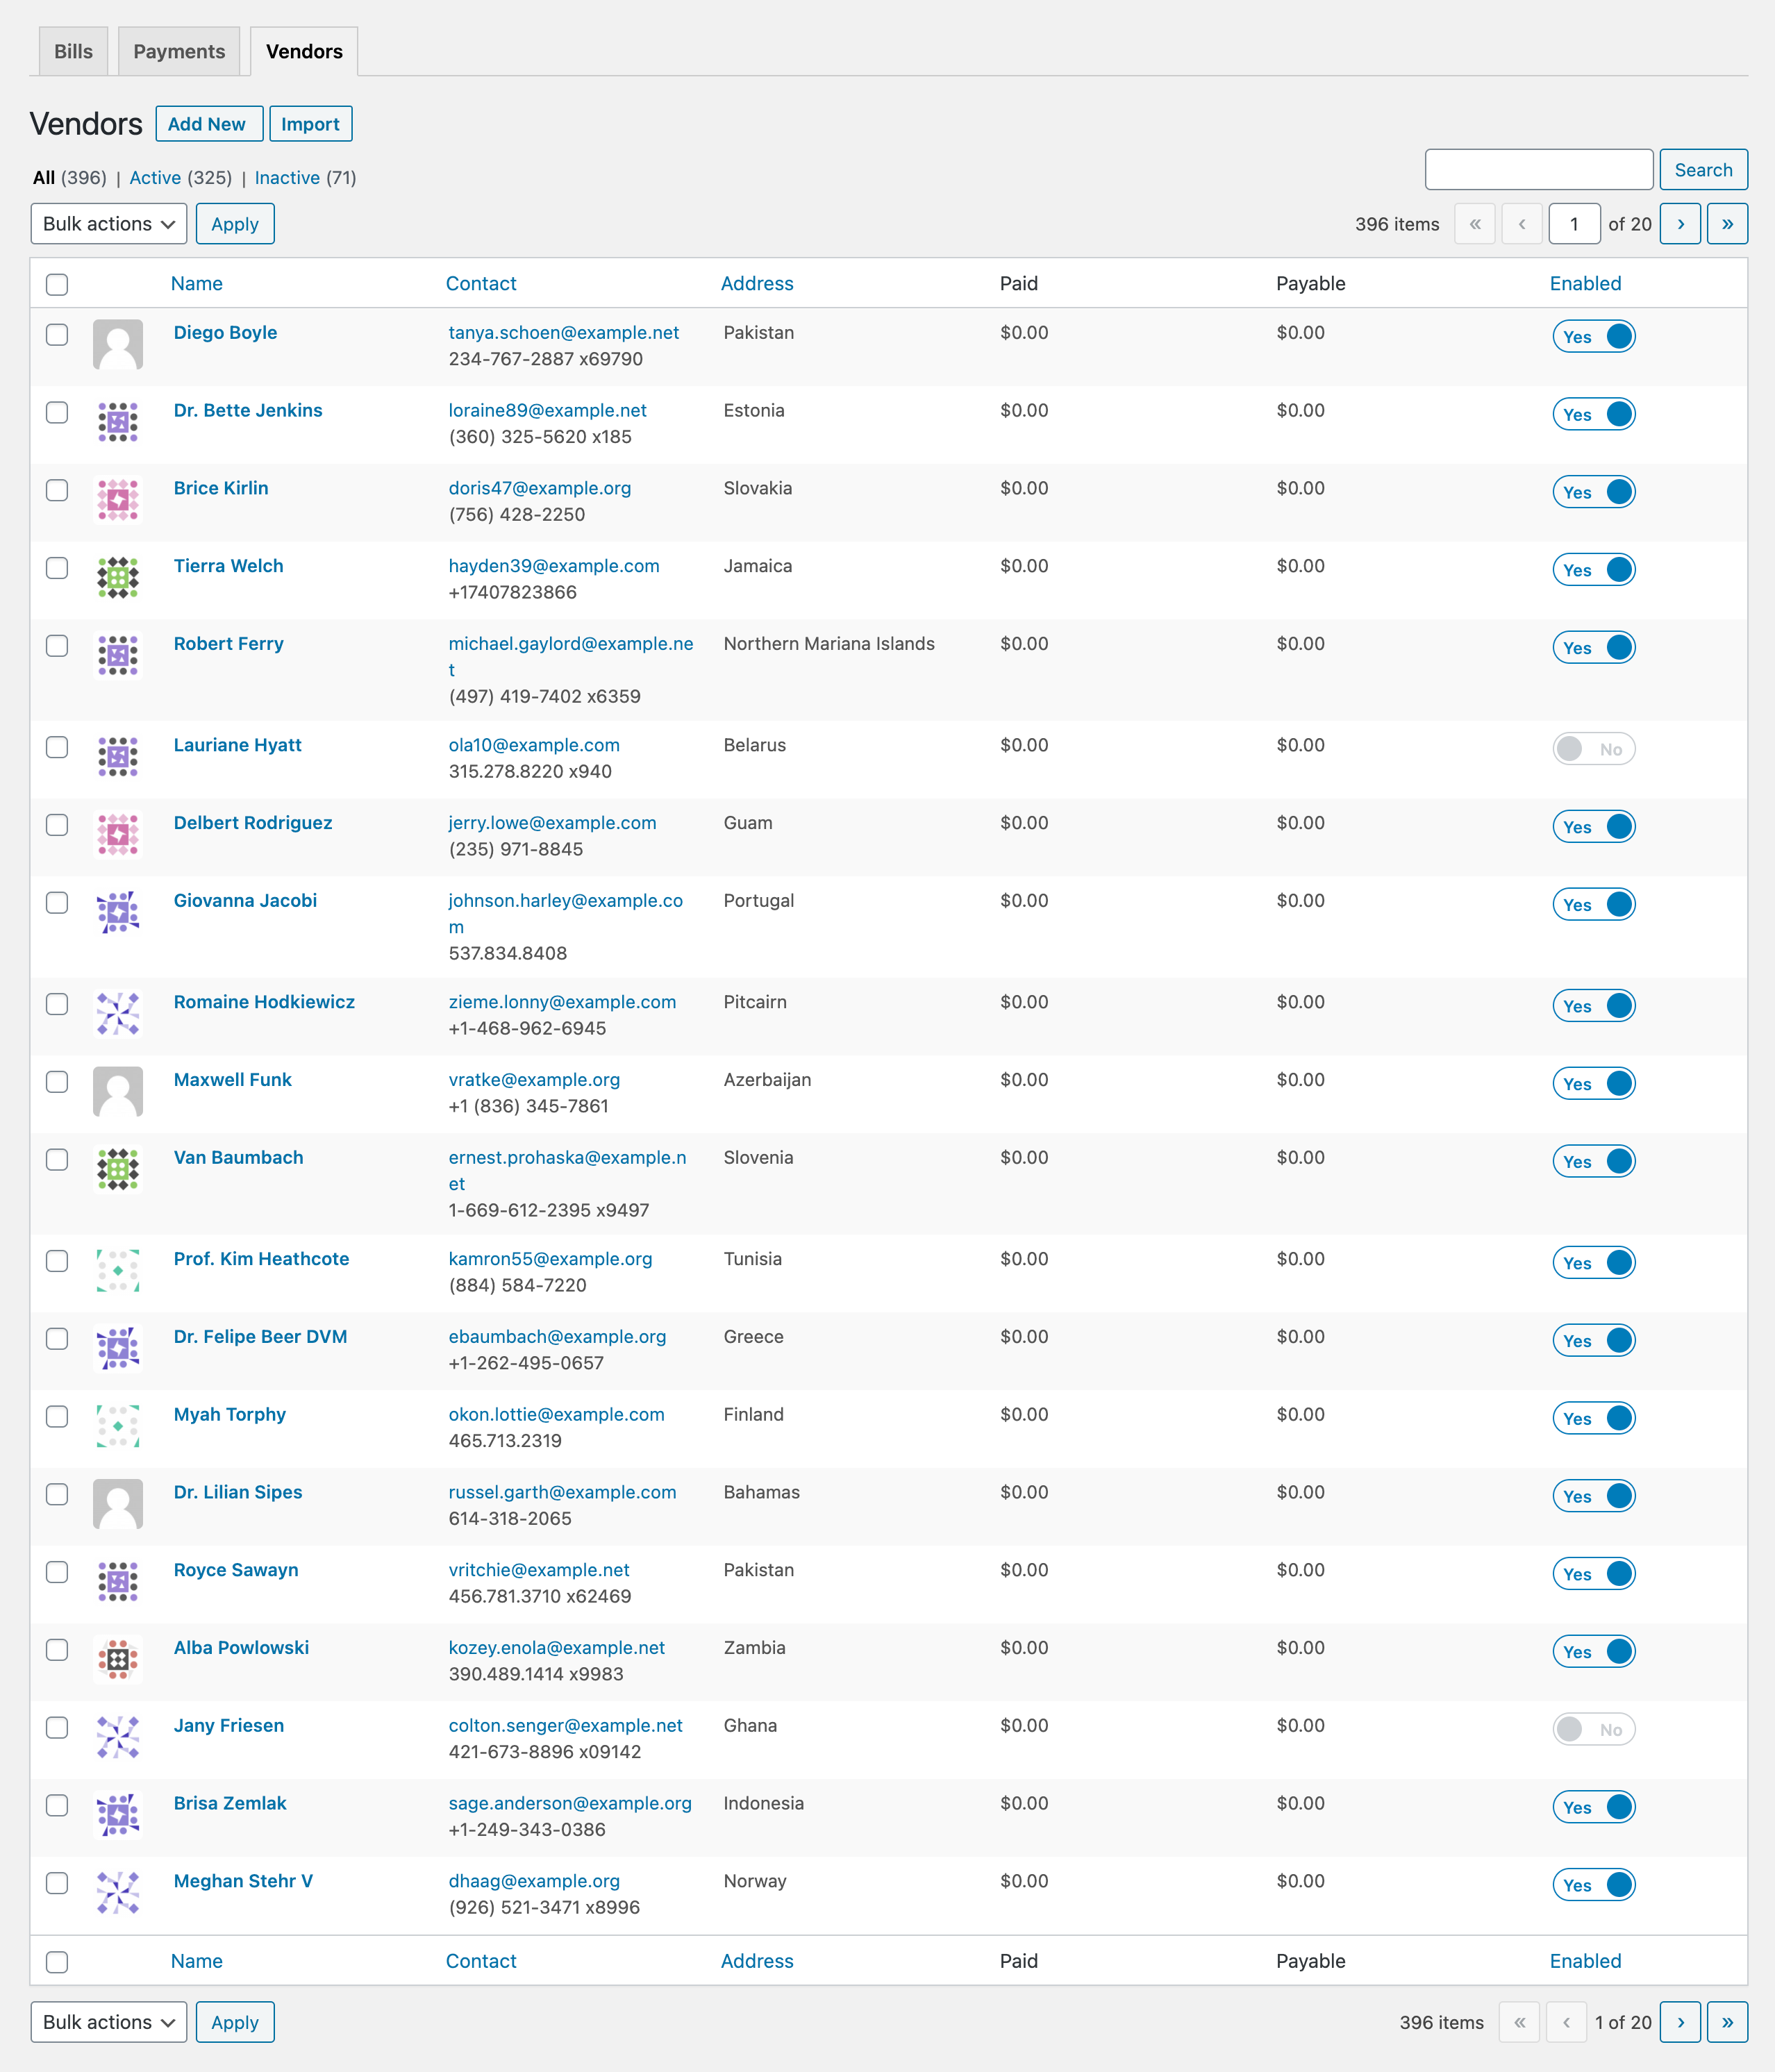 Bills Payments Vendors
Vendors Add New Import
All (396) | Active (325) | Inactive (71)
Search
Bulk actions Apply 396 items « ‹ 1 of 20 › »
Name Contact Address Paid Payable Enabled
Diego Boyle tanya.schoen@example.net Pakistan $0.00 $0.00 Yes
234-767-2887 x69790
Dr. Bette Jenkins loraine89@example.net Estonia $0.00 $0.00 Yes
(360) 325-5620 x185
Brice Kirlin doris47@example.org Slovakia $0.00 $0.00 Yes
(756) 428-2250
Tierra Welch hayden39@example.com Jamaica $0.00 $0.00 Yes
+17407823866
Robert Ferry michael.gaylord@example.ne Northern Mariana Islands $0.00 $0.00 Yes
t
(497) 419-7402 x6359
Lauriane Hyatt ola10@example.com Belarus $0.00 $0.00 No
315.278.8220 x940
Delbert Rodriguez jerry.lowe@example.com Guam $0.00 $0.00 Yes
(235) 971-8845
Giovanna Jacobi johnson.harley@example.co Portugal $0.00 $0.00 Yes
m
537.834.8408
Romaine Hodkiewicz zieme.lonny@example.com Pitcairn $0.00 $0.00 Yes
+1-468-962-6945
Maxwell Funk vratke@example.org Azerbaijan $0.00 $0.00 Yes
+1 (836) 345-7861
Van Baumbach ernest.prohaska@example.n Slovenia $0.00 $0.00 Yes
et
1-669-612-2395 x9497
Prof. Kim Heathcote kamron55@example.org Tunisia $0.00 $0.00 Yes
(884) 584-7220
Dr. Felipe Beer DVM ebaumbach@example.org Greece $0.00 $0.00 Yes
+1-262-495-0657
Myah Torphy okon.lottie@example.com Finland $0.00 $0.00 Yes
465.713.2319
Dr. Lilian Sipes russel.garth@example.com Bahamas $0.00 $0.00 Yes
614-318-2065
Royce Sawayn vritchie@example.net Pakistan $0.00 $0.00 Yes
456.781.3710 x62469
Alba Powlowski kozey.enola@example.net Zambia $0.00 $0.00 Yes
390.489.1414 x9983
Jany Friesen colton.senger@example.net Ghana $0.00 $0.00 No
421-673-8896 x09142
Brisa Zemlak sage.anderson@example.org Indonesia $0.00 $0.00 Yes
+1-249-343-0386
Meghan Stehr V dhaag@example.org Norway $0.00 $0.00 Yes
(926) 521-3471 x8996
Name Contact Address Paid Payable Enabled
Bulk actions Apply 396 items « ‹ 1 of 20 › »